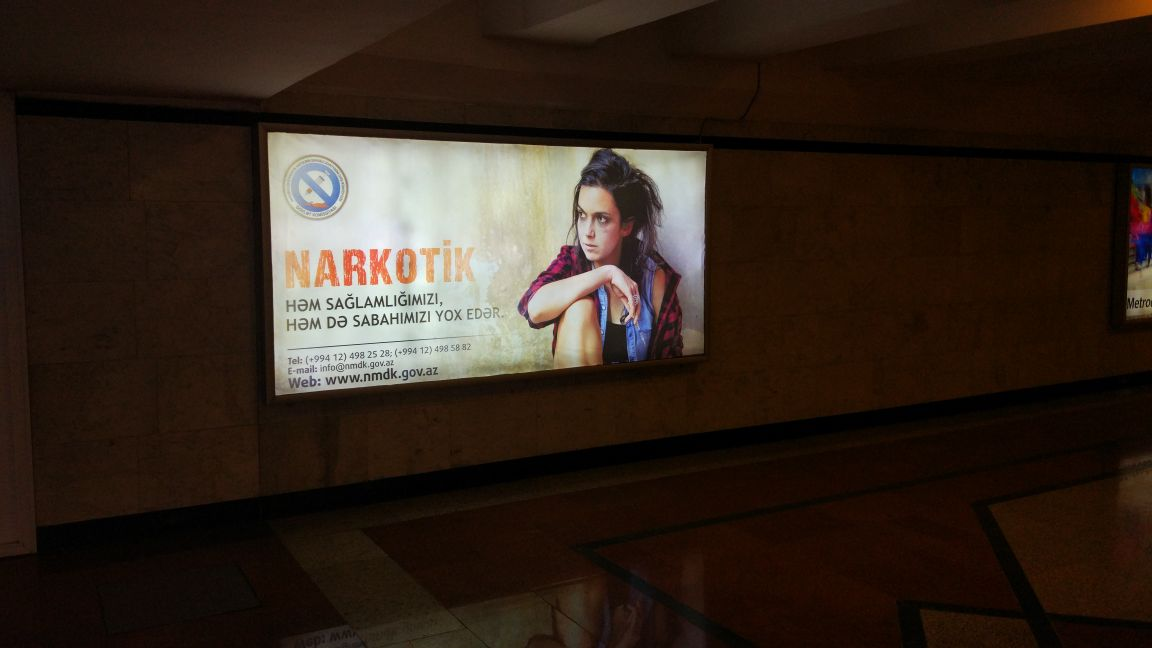 NARKOTİK
HƏM SAĞLAMLIĞIMIZI,
HƏM DƏ SABAHIMIZI YOX EDƏR.
Tel: (+994 12) 498 25 28; (+994 12) 498 58 82
E-mail: info@nmdk.gov.az
Web: www.nmdk.gov.az